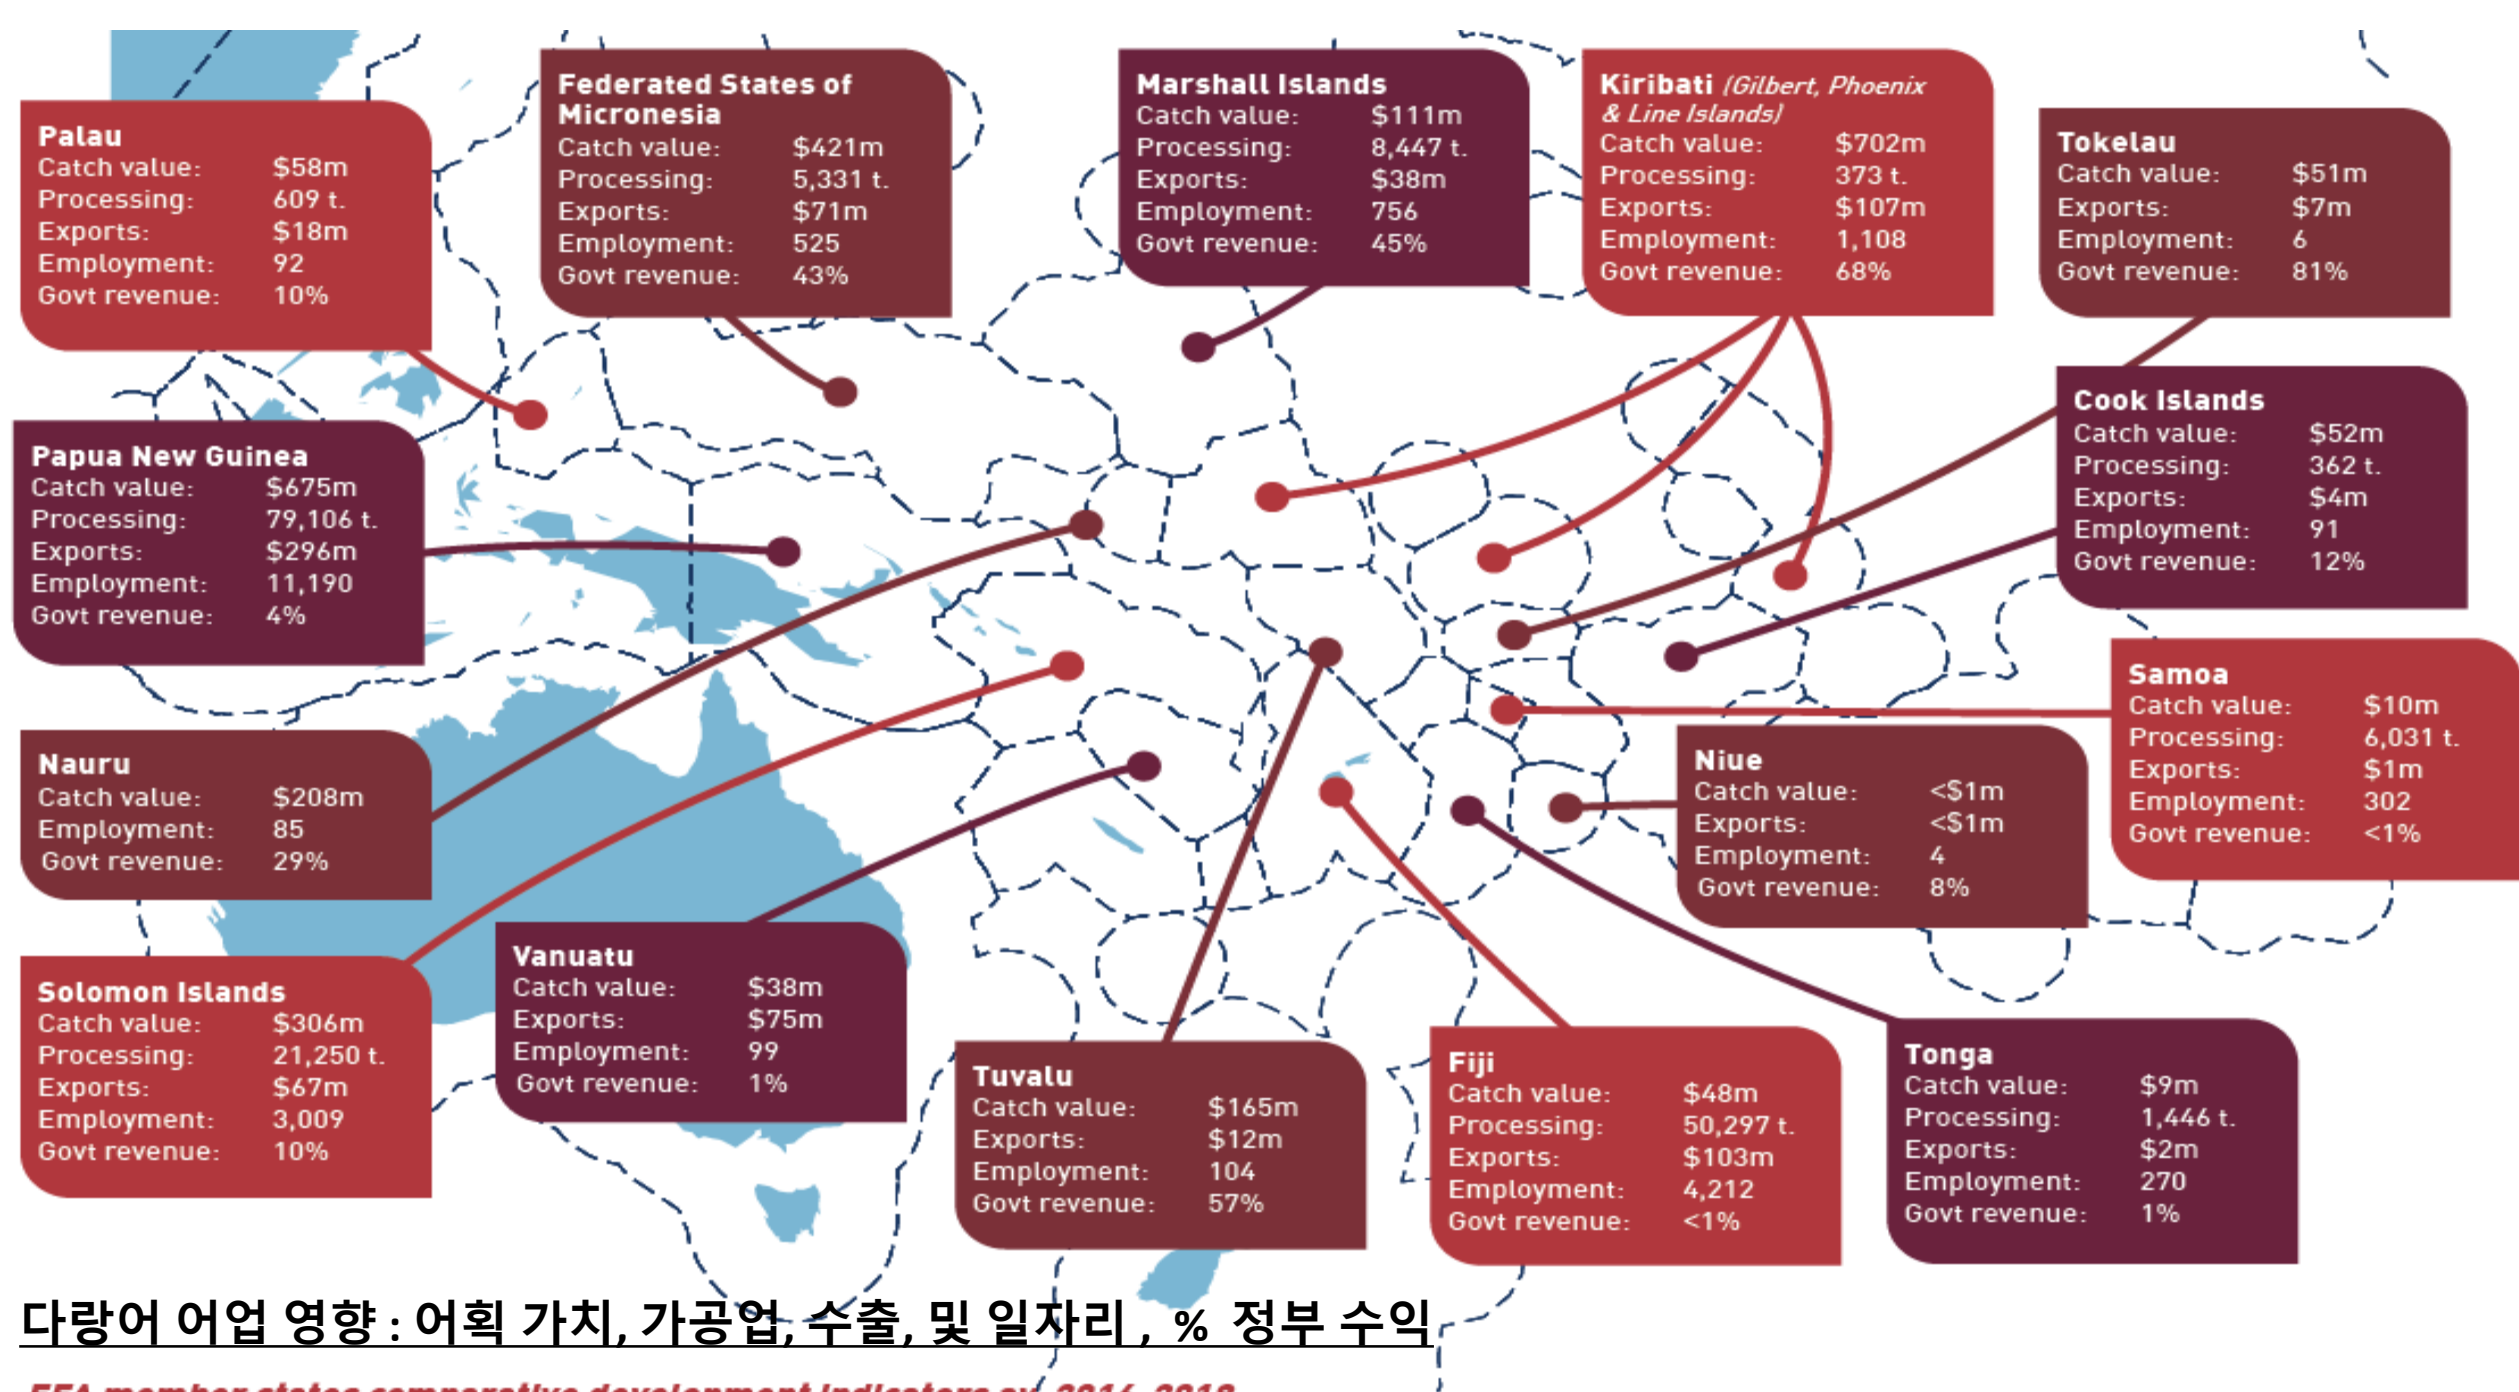 Palau
Catch value: $58m
Processing: 609 t.
Exports: $18m
Employment: 92
Govt revenue: 10%
Federated States of
Micronesia
Catch value: $421m
Processing: 5,331 t.
Exports: $71m
Employment: 525
Govt revenue: 43%
Marshall Islands
Catch value: $111m
Processing: 8,447 t.
Exports: $38m
Employment: 756
Govt revenue: 45%
Kiribati (Gilbert, Phoenix
& Line Islands)
Catch value: $702m
Processing: 373 t.
Exports: $107m
Employment: 1,108
Govt revenue: 68%
Tokelau
Catch value: $51m
Exports: $7m
Employment: 6
Govt revenue: 81%
Papua New Guinea
Catch value: $675m
Processing: 79,106 t.
Exports: $296m
Employment: 11,190
Govt revenue: 4%
Cook Islands
Catch value: $52m
Processing: 362 t.
Exports: $4m
Employment: 91
Govt revenue: 12%
Nauru
Catch value: $208m
Employment: 85
Govt revenue: 29%
Niue
Catch value: <$1m
Exports: <$1m
Employment: 4
Govt revenue: 8%
Samoa
Catch value: $10m
Processing: 6,031 t.
Exports: $1m
Employment: 302
Govt revenue: <1%
Solomon Islands
Catch value: $306m
Processing: 21,250 t.
Exports: $67m
Employment: 3,009
Govt revenue: 10%
Vanuatu
Catch value: $38m
Exports: $75m
Employment: 99
Govt revenue: 1%
Tuvalu
Catch value: $165m
Exports: $12m
Employment: 104
Govt revenue: 57%
Fiji
Catch value: $48m
Processing: 50,297 t.
Exports: $103m
Employment: 4,212
Govt revenue: <1%
Tonga
Catch value: $9m
Processing: 1,446 t.
Exports: $2m
Employment: 270
Govt revenue: 1%
다랑어 어업 영향 : 어획 가치, 가공업, 수출, 및 일자리 , % 정부 수익
FFA member states comparative development indicators av. 2016-2018